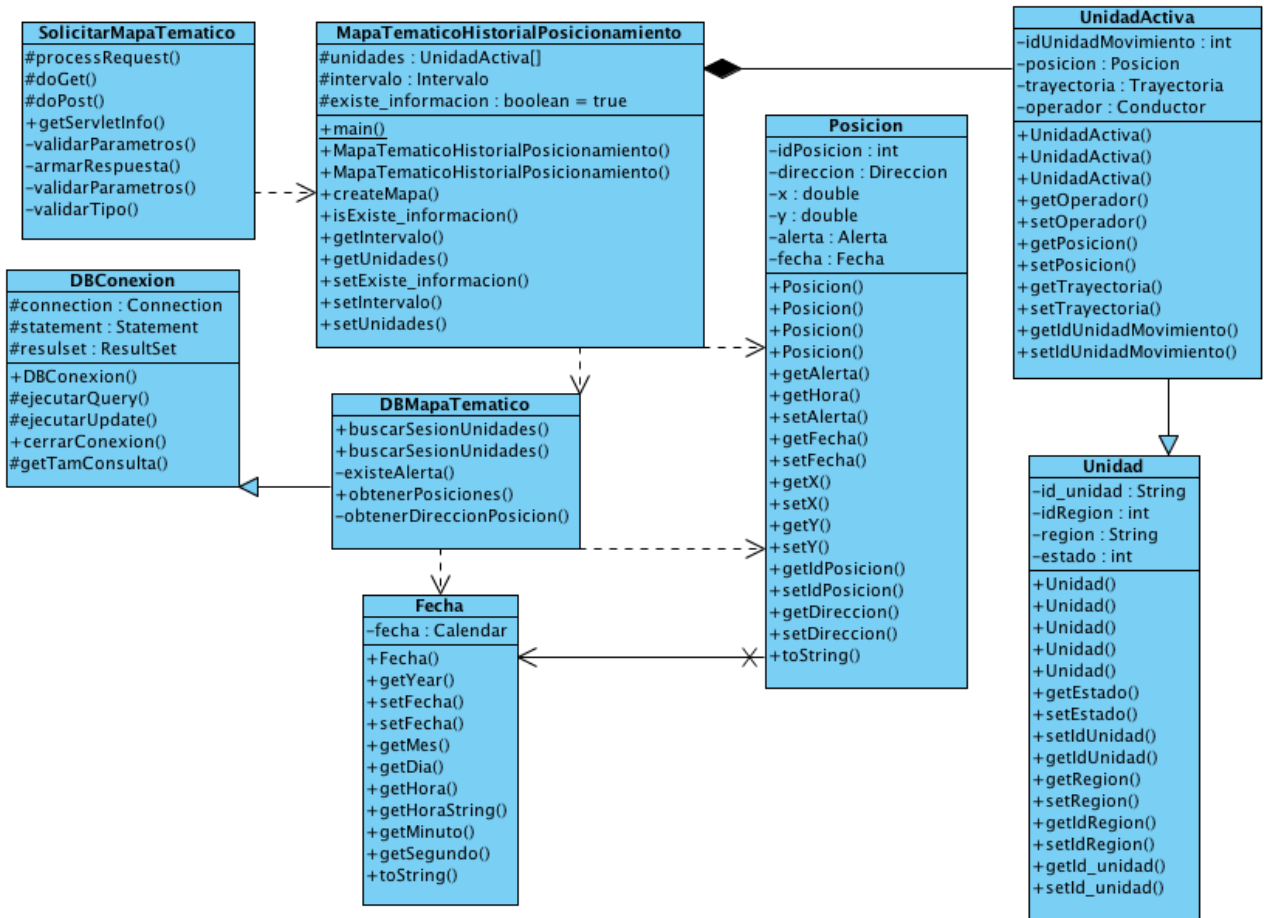 SolicitarMapaTematico
#processRequest()
#doGet()
#doPost()
+getServletInfo()
-validarParametros()
-armarRespuesta()
-validarParametros()
-validarTipo()
MapaTematicoHistorialPosicionamiento
#unidades : UnidadActiva[]
#intervalo : Intervalo
#existe_informacion : boolean = true
+main()
+MapaTematicoHistorialPosicionamiento()
+MapaTematicoHistorialPosicionamiento()
+createMapa()
+isExiste_informacion()
+getIntervalo()
+getUnidades()
+setExiste_informacion()
+setIntervalo()
+setUnidades()
UnidadActiva
-idUnidadMovimiento : int
-posicion : Posicion
-trayectoria : Trayectoria
-operador : Conductor
+UnidadActiva()
+UnidadActiva()
+UnidadActiva()
+getOperador()
+setOperador()
+getPosicion()
+setPosicion()
+getTrayectoria()
+setTrayectoria()
+getIdUnidadMovimiento()
+setIdUnidadMovimiento()
Posicion
-idPosicion : int
-direccion : Direccion
-x : double
-y : double
-alerta : Alerta
-fecha : Fecha
+Posicion()
+Posicion()
+Posicion()
+Posicion()
+getAlerta()
+getHora()
+setAlerta()
+getFecha()
+setFecha()
+getX()
+setX()
+getY()
+setY()
+getIdPosicion()
+setIdPosicion()
+getDireccion()
+setDireccion()
+toString()
DBConexion
#connection : Connection
#statement : Statement
#resulset : ResultSet
+DBConexion()
#ejecutarQuery()
#ejecutarUpdate()
+cerrarConexion()
#getTamConsulta()
DBMapaTematico
+buscarSesionUnidades()
+buscarSesionUnidades()
-existeAlerta()
+obtenerPosiciones()
-obtenerDireccionPosicion()
Unidad
-id_unidad : String
-idRegion : int
-region : String
-estado : int
+Unidad()
+Unidad()
+Unidad()
+Unidad()
+Unidad()
+getEstado()
+setEstado()
+setIdUnidad()
+getIdUnidad()
+getRegion()
+setRegion()
+getIdRegion()
+setIdRegion()
+getId_unidad()
+setId_unidad()
Fecha
-fecha : Calendar
+Fecha()
+getYear()
+setFecha()
+setFecha()
+getMes()
+getDia()
+getHora()
+getHoraString()
+getMinuto()
+getSegundo()
+toString()